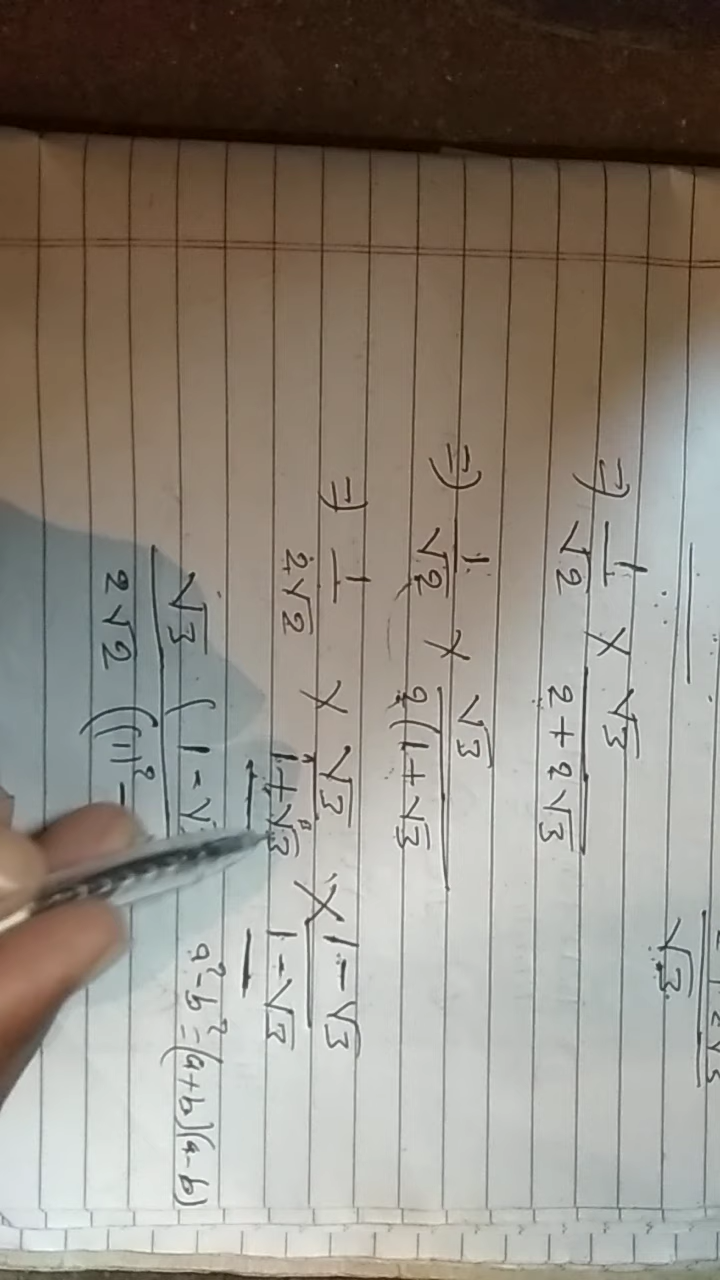 √3
⇒ 1/√2 × √3/(2+2√3)
⇒ 1/√2 × √3/(2(1+√3
⇒ 1/(2√2) × √3/(1+√3) × (1-√3)/(1-√3)
√3 (1-√
2√2 ((1)² -
a²-b²=(a+b)(a-b)